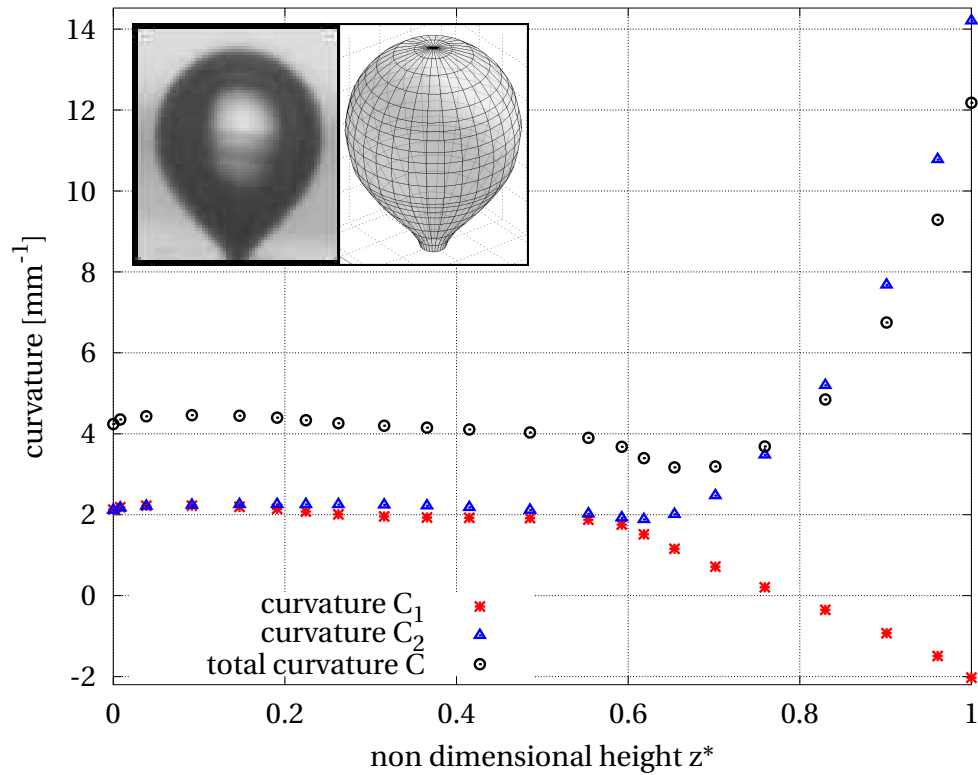 14
12
10
8
6
4
2
0
-2
curvature [mm⁻¹]
curvature C₁
curvature C₂
total curvature C
0 0.2 0.4 0.6 0.8 1
non dimensional height z*